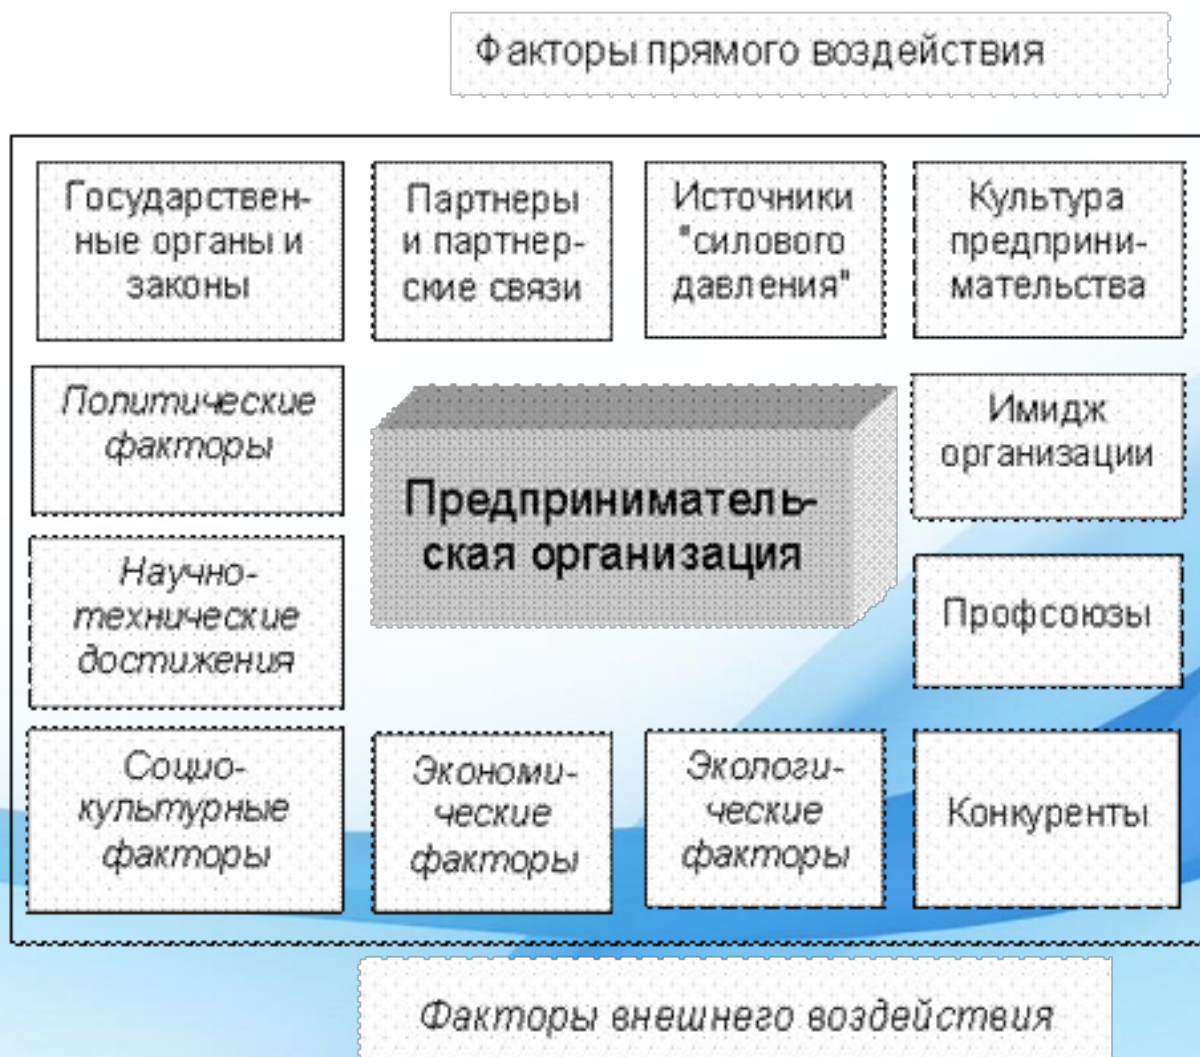 Факторы прямого воздействия
Государствен-
ные органы и
законы
Партнеры
и партнер-
ские связи
Источники
"силового
давления"
Культура
предприни-
мательства
Политические
факторы
Предприниматель-
ская организация
Имидж
организации
Научно-
технические
достижения
Профсоюзы
Социо-
культурные
факторы
Экономи-
ческие
факторы
Экологи-
ческие
факторы
Конкуренты
Факторы внешнего воздействия